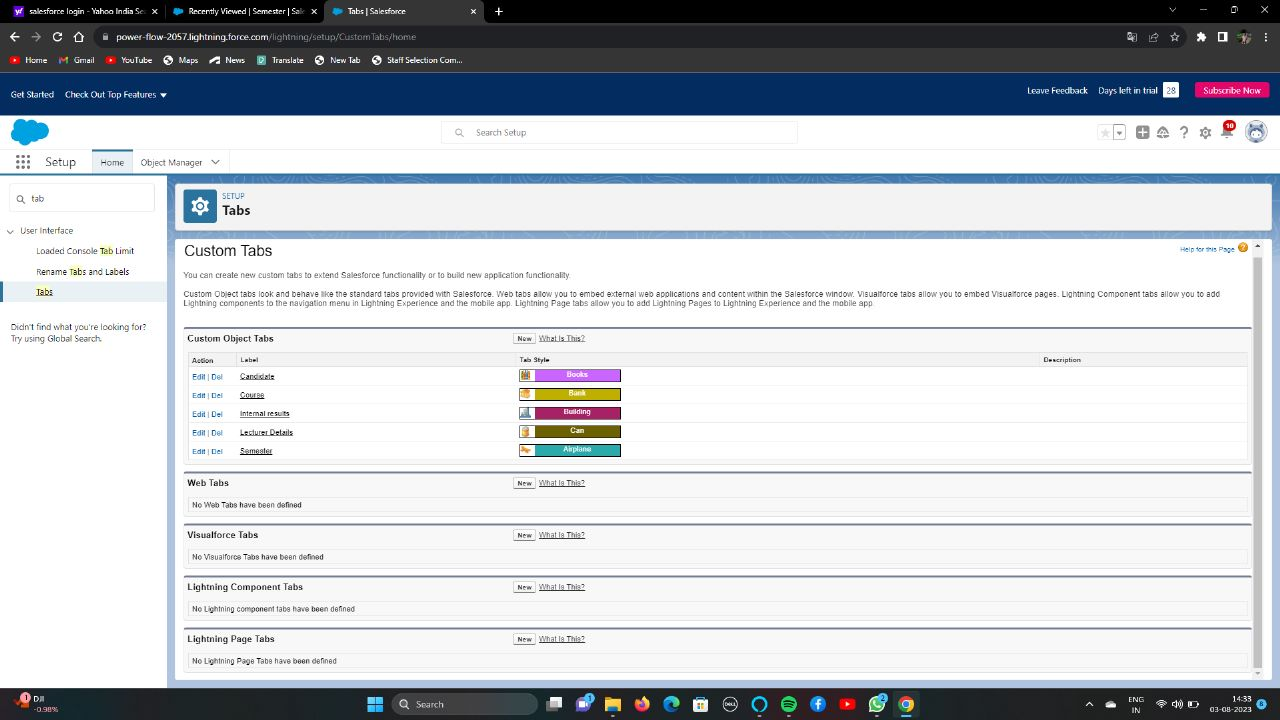 salesforce login - Yahoo India Se
Recently Viewed | Semester | Sal
Tabs | Salesforce
power-flow-2057.lightning.force.com/lightning/setup/CustomTabs/home
Home Gmail YouTube Maps News Translate New Tab Staff Selection Com...
Get Started Check Out Top Features
Leave Feedback Days left in trial 28 Subscribe Now
Search Setup
10
Setup Home Object Manager
tab
User Interface
Loaded Console Tab Limit
Rename Tabs and Labels
Tabs
Didn't find what you're looking for?
Try using Global Search.
SETUP
Tabs
Custom Tabs
Help for this Page
You can create new custom tabs to extend Salesforce functionality or to build new application functionality.
Custom Object tabs look and behave like the standard tabs provided with Salesforce. Web tabs allow you to embed external web applications and content within the Salesforce window. Visualforce tabs allow you to embed Visualforce pages. Lightning Component tabs allow you to add
Lightning components to the navigation menu in Lightning Experience and the mobile app. Lightning Page tabs allow you to add Lightning Pages to Lightning Experience and the mobile app.
Custom Object Tabs New What Is This?
Action Label Tab Style Description
Edit | Del Candidate Books
Edit | Del Course Bank
Edit | Del Internal results Building
Edit | Del Lecturer Details Can
Edit | Del Semester Airplane
Web Tabs New What Is This?
No Web Tabs have been defined
Visualforce Tabs New What Is This?
No Visualforce Tabs have been defined
Lightning Component Tabs New What Is This?
No Lightning component tabs have been defined
Lightning Page Tabs New What Is This?
No Lightning Page Tabs have been defined
1
DJI
-0.98%
Search
1
DELL
2
ENG
IN
14:33
03-08-2023
8